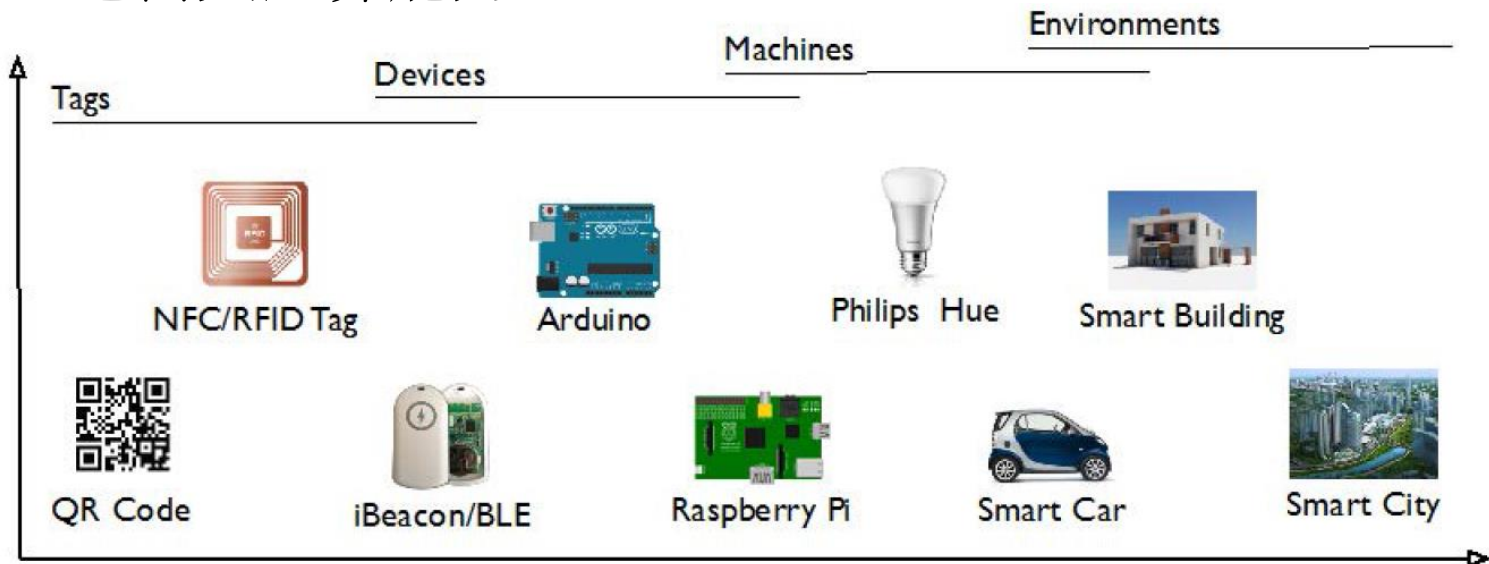 Environments
Machines
Devices
Tags
RFID
NFC/RFID Tag
Arduino
Philips Hue
Smart Building
QR Code
iBeacon/BLE
Raspberry Pi
Smart Car
Smart City